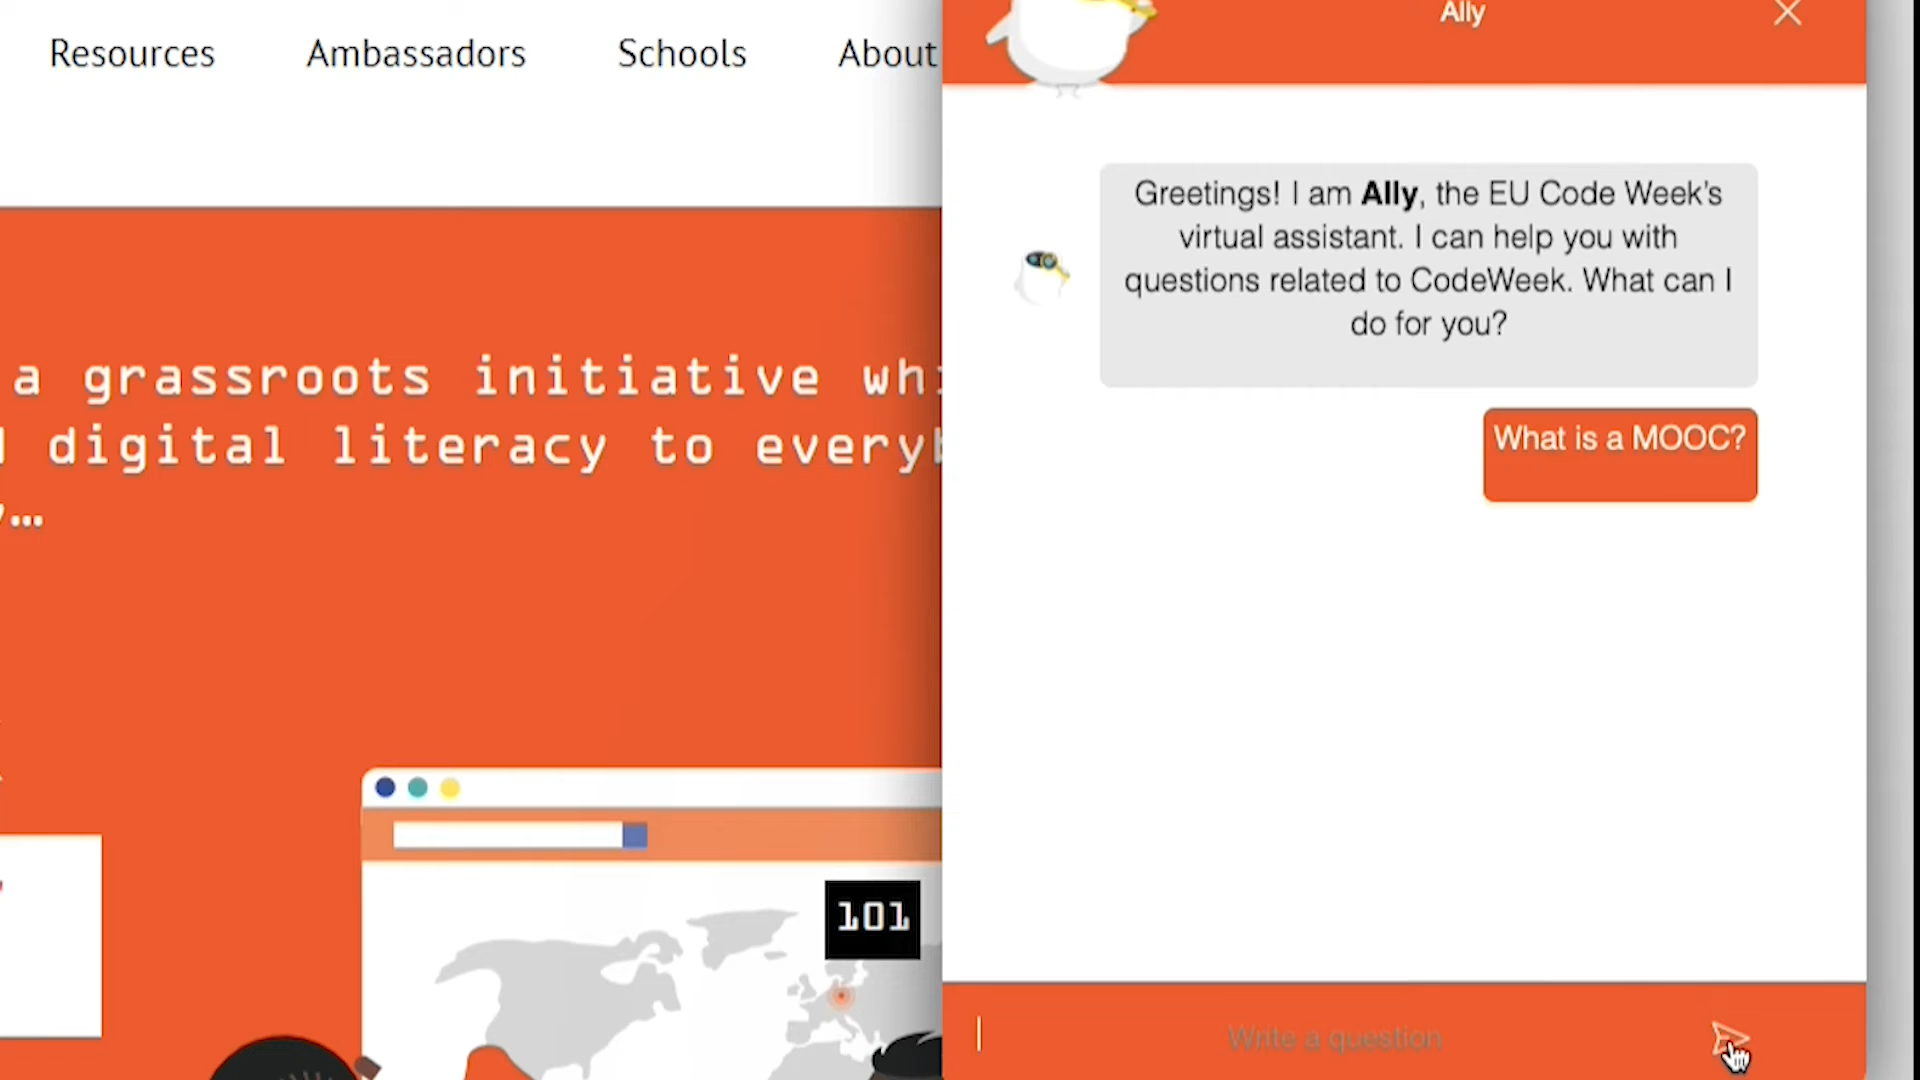 Resources Ambassadors Schools About
a grassroots initiative
digital literacy to
…
101
Ally
Greetings! I am Ally, the EU Code Week's
virtual assistant. I can help you with
questions related to CodeWeek. What can I
do for you?
What is a MOOC?
Write a question